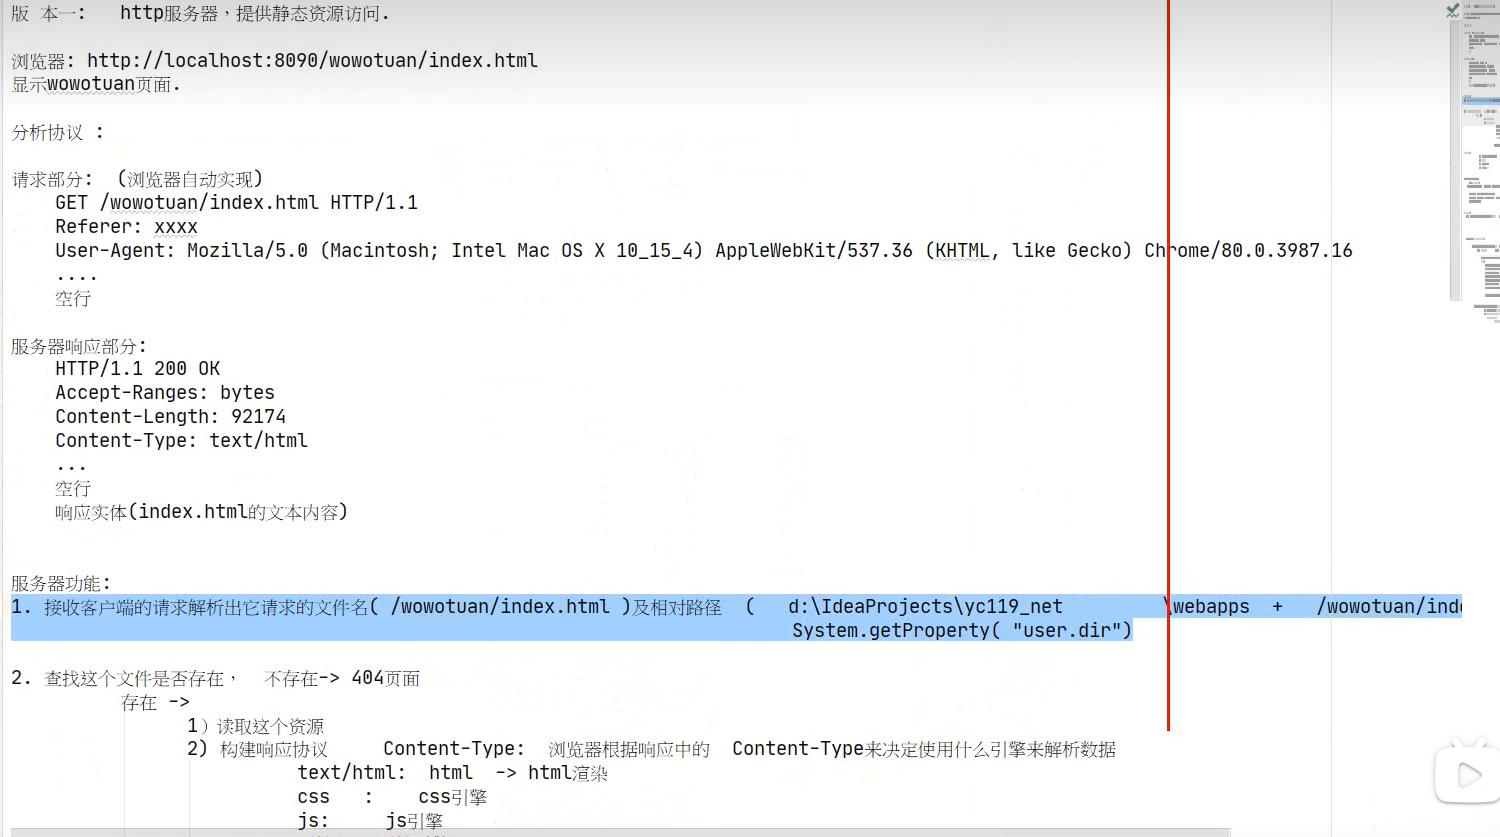 版 本一:   http服务器，提供静态资源访问.
浏览器: http://localhost:8090/wowotuan/index.html
显示wowotuan页面.
分析协议 :
请求部分: (浏览器自动实现)
GET /wowotuan/index.html HTTP/1.1
Referer: xxxx
User-Agent: Mozilla/5.0 (Macintosh; Intel Mac OS X 10_15_4) AppleWebKit/537.36 (KHTML, like Gecko) Chrome/80.0.3987.16
....
空行
服务器响应部分:
HTTP/1.1 200 OK
Accept-Ranges: bytes
Content-Length: 92174
Content-Type: text/html
...
空行
响应实体(index.html的文本内容)
服务器功能:
1. 接收客户端的请求解析出它请求的文件名( /wowotuan/index.html )及相对路径 (   d:\IdeaProjects\yc119_net   \webapps  +   /wowotuan/ind
System.getProperty( "user.dir")
2. 查找这个文件是否存在，  不存在-> 404页面
存在 ->
1）读取这个资源
2) 构建响应协议     Content-Type:  浏览器根据响应中的  Content-Type来决定使用什么引擎来解析数据
text/html:  html  -> html渲染
css   :    css引擎
js:     js引擎